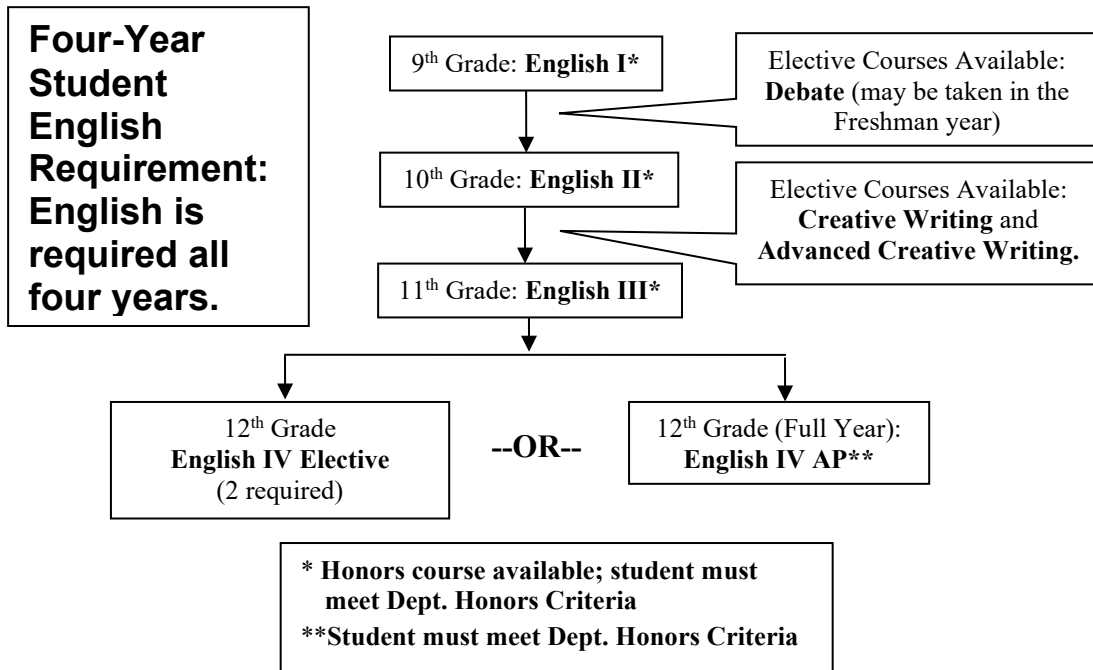 Four-Year
Student
English
Requirement:
English is
required all
four years.
9th Grade: English I*
Elective Courses Available:
Debate (may be taken in the
Freshman year)
10th Grade: English II*
Elective Courses Available:
Creative Writing and
Advanced Creative Writing.
11th Grade: English III*
12th Grade
English IV Elective
(2 required)
--OR--
12th Grade (Full Year):
English IV AP**
* Honors course available; student must
meet Dept. Honors Criteria
**Student must meet Dept. Honors Criteria